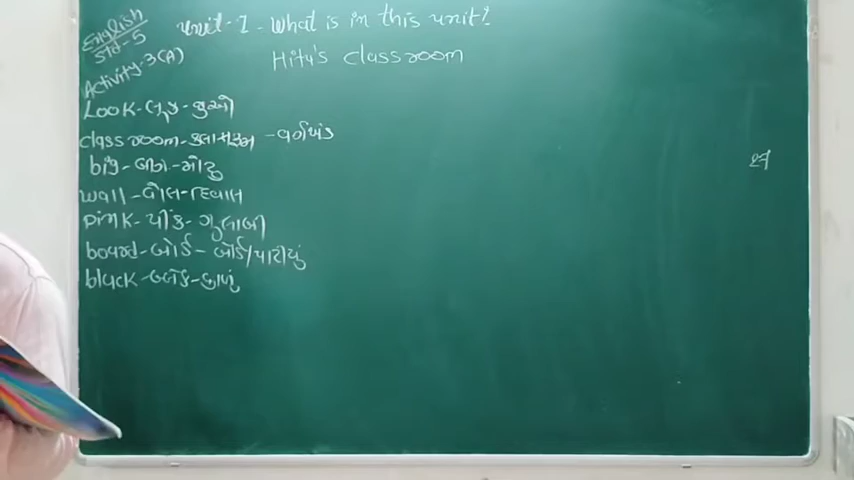 English
Std-5
unit-1 - What is in this unit?
Hitu's classroom
Activity-3(A)
Look-લૂક-જુઓ
classroom-ક્લાસરૂમ -વર્ગખંડ
big-બીગ-મોટુ
wall-વોલ-દિવાલ
pink-પીંક-ગુલાબી
board-બોર્ડ-બોર્ડ/પાટીયું
black-બ્લેક-કાળું